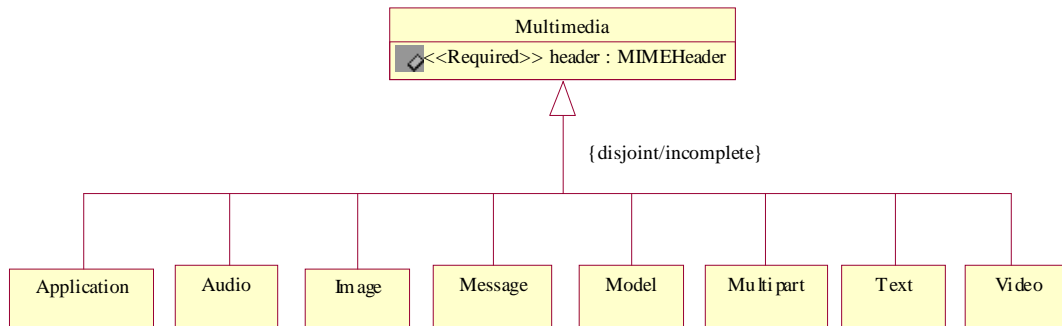 Multimedia
<<Required>> header : MIMEHeader
{disjoint/incomplete}
Application
Audio
Image
Message
Model
Multipart
Text
Video